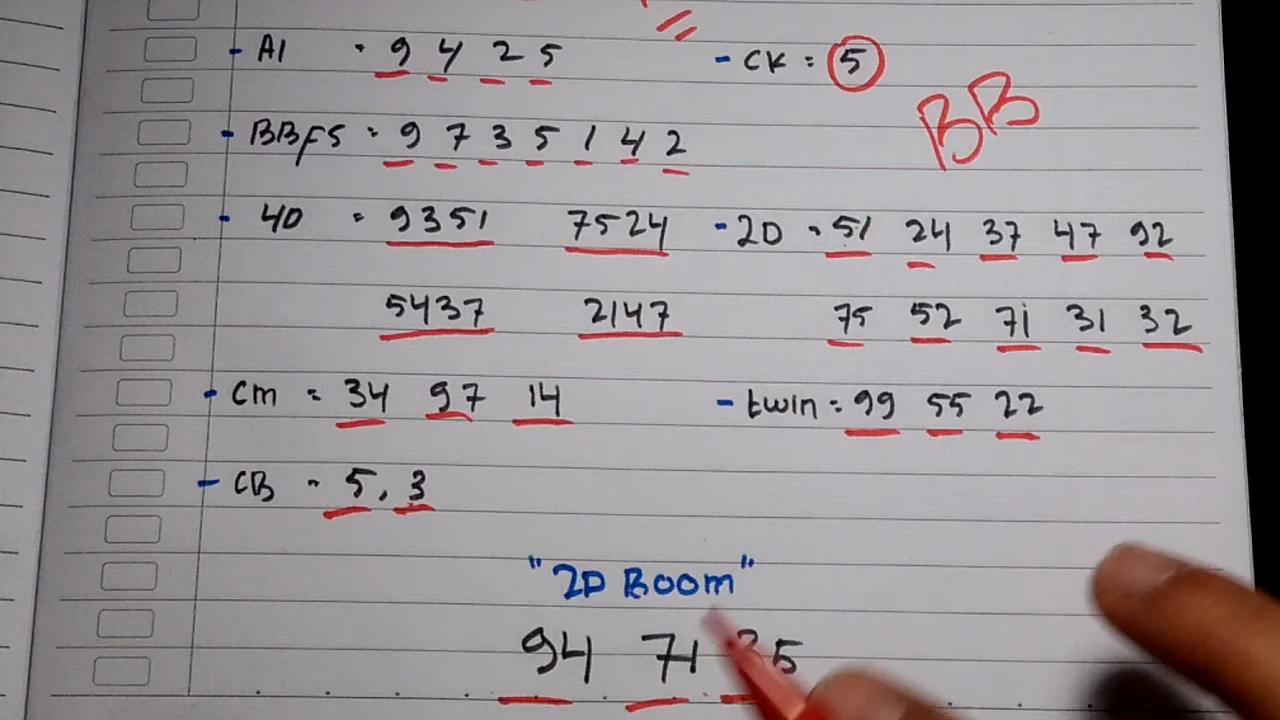 - AI = 9 4 2 5 - CK = 5
BB
- BBFS = 9 7 3 5 1 4 2
- 4D = 9351 7524 - 2D = 51 24 37 47 92
5437 2147 75 52 71 31 32
- Cm = 34 97 14 - twin = 99 55 22
- CB = 5, 3
"2D Boom"
94 71